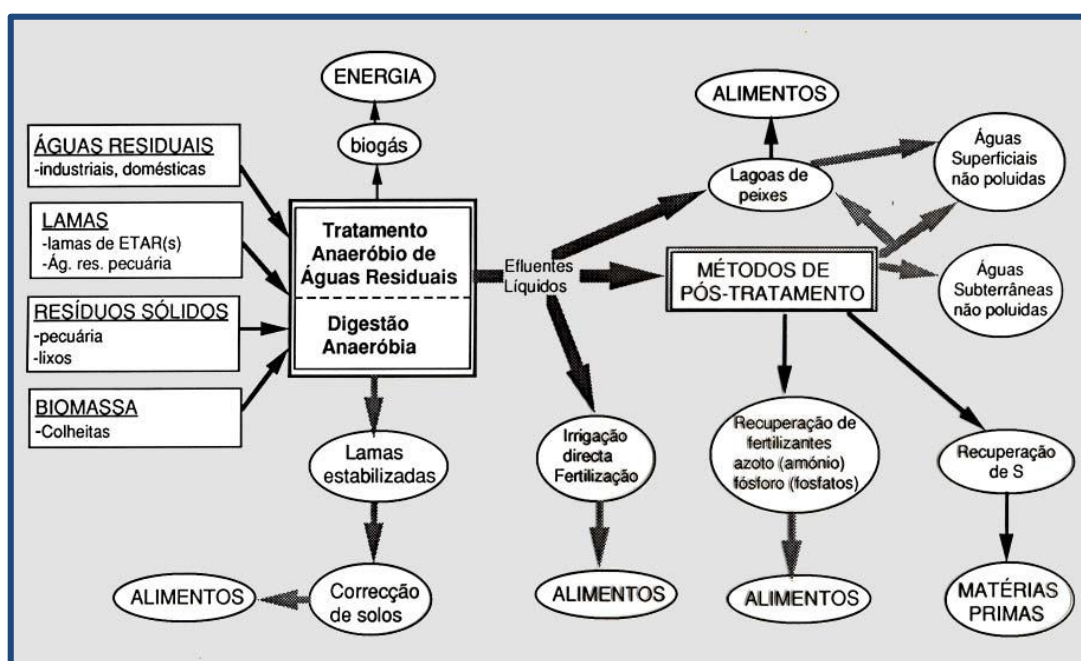 ENERGIA
biogás
ÁGUAS RESIDUAIS
-industriais, domésticas
LAMAS
-lamas de ETAR(s)
-Ág. res. pecuária
RESÍDUOS SÓLIDOS
-pecuária
-lixos
BIOMASSA
-Colheitas
Tratamento
Anaeróbio de
Águas Residuais
Digestão
Anaeróbia
Lamas
estabilizadas
Correcção
de solos
ALIMENTOS
Efluentes
Líquidos
ALIMENTOS
Lagoas de
peixes
Águas
Superficiais
não poluidas
MÉTODOS DE
PÓS-TRATAMENTO
Águas
Subterrâneas
não poluidas
Irrigação
directa
Fertilização
ALIMENTOS
Recuperação de
fertilizantes
azoto (amónio)
fósforo (fosfatos)
ALIMENTOS
Recuperação
de S
MATÉRIAS
PRIMAS